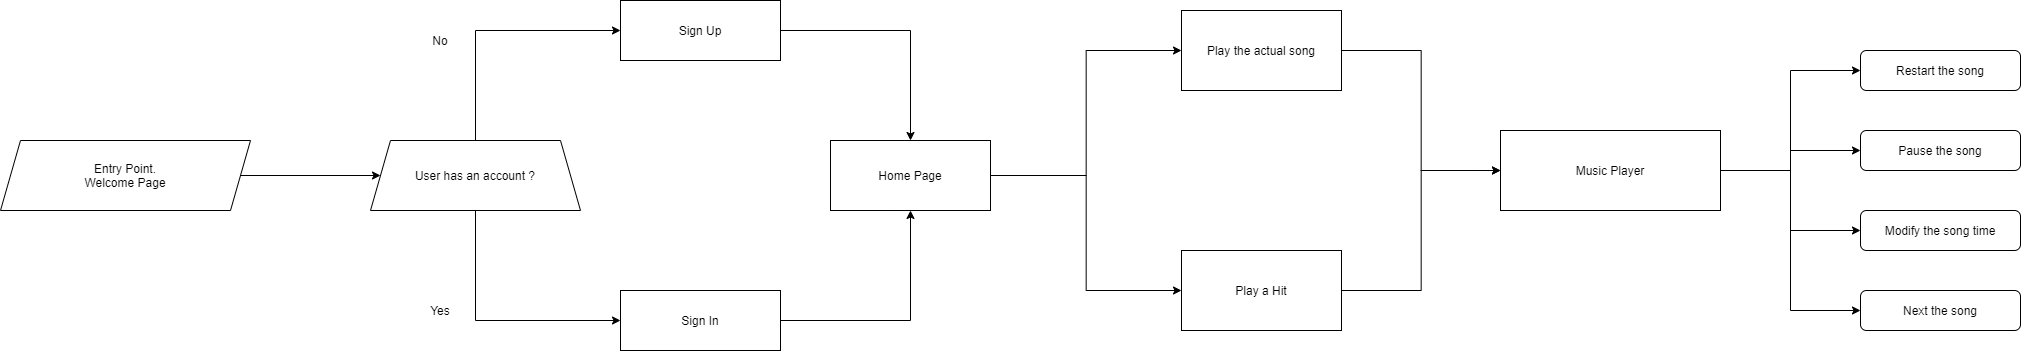 Entry Point.
Welcome Page
User has an account ?
No
Yes
Sign Up
Sign In
Home Page
Play the actual song
Play a Hit
Music Player
Restart the song
Pause the song
Modify the song time
Next the song